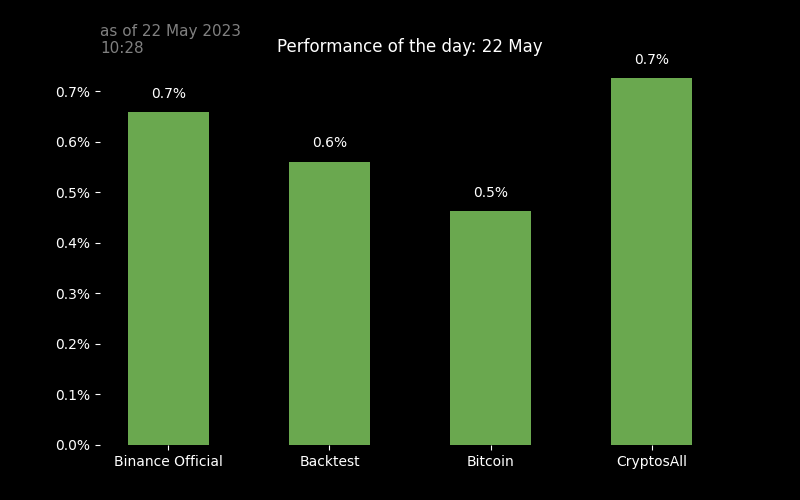 as of 22 May 2023
10:28
Performance of the day: 22 May
0.7%
0.7%
0.7%
0.6%
0.6%
0.5%
0.5%
0.4%
0.3%
0.2%
0.1%
0.0%
Binance Official
Backtest
Bitcoin
CryptosAll